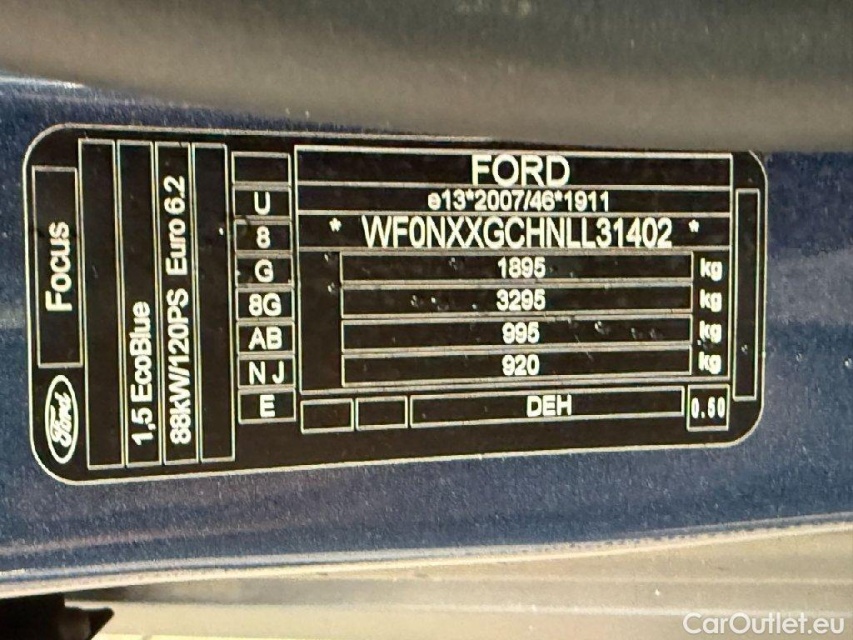 FORD
e13*2007/46*1911
* WF0NXXGCHNLL31402 *
1895 kg
3295 kg
995 kg
920 kg
DEH
0.60
U
8
G
8G
AB
NJ
E
Focus
Ford
1,5 EcoBlue
88kW/120PS Euro 6.2
CarOutlet.eu